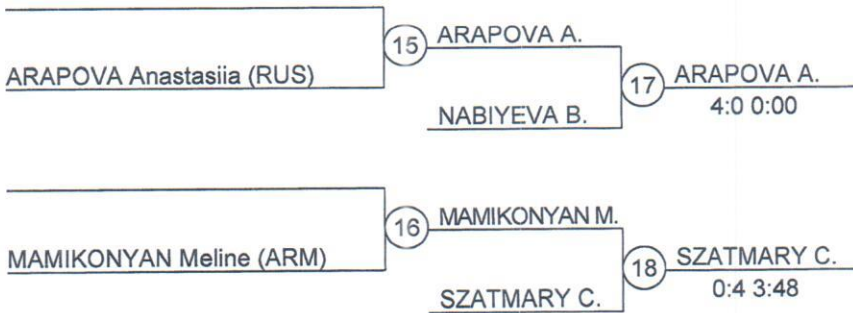 15 ARAPOVA A.
ARAPOVA Anastasiia (RUS)
17 ARAPOVA A.
4:0 0:00
NABIYEVA B.
16 MAMIKONYAN M.
MAMIKONYAN Meline (ARM)
18 SZATMARY C.
0:4 3:48
SZATMARY C.